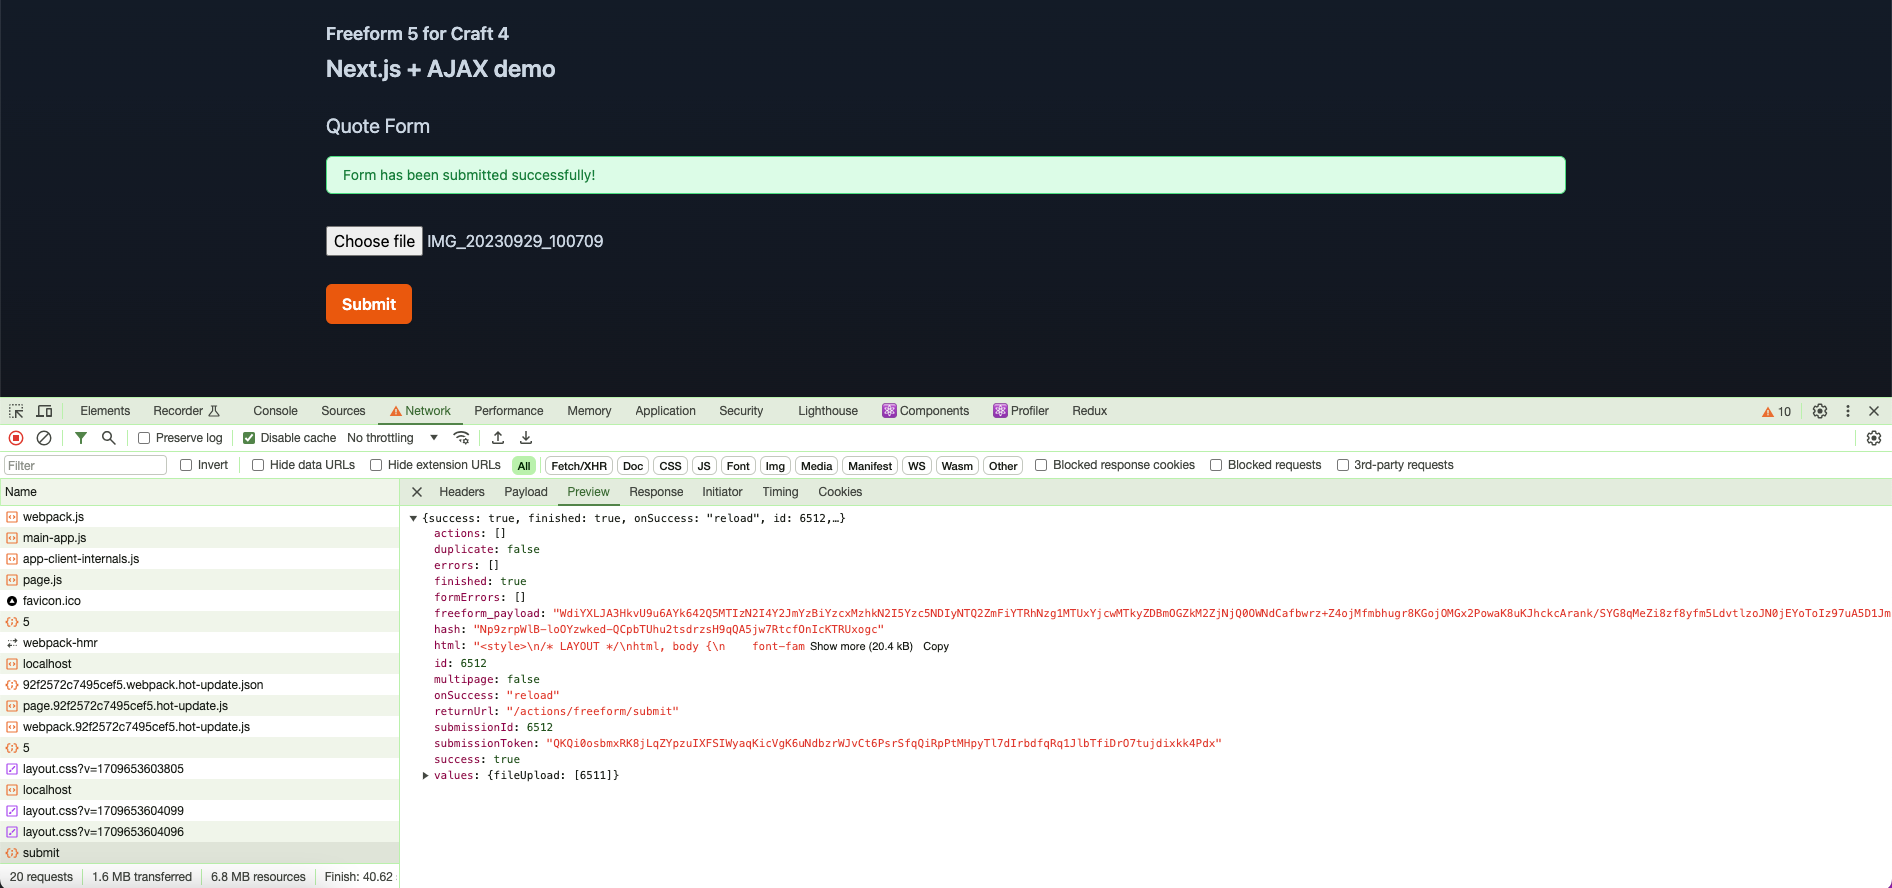 Freeform 5 for Craft 4
Next.js + AJAX demo
Quote Form
Form has been submitted successfully!
Choose file IMG_20230929_100709
Submit
Elements Recorder Console Sources Network Performance Memory Application Security Lighthouse Components Profiler Redux 10
Preserve log Disable cache No throttling
Filter Invert Hide data URLs Hide extension URLs All Fetch/XHR Doc CSS JS Font Img Media Manifest WS Wasm Other Blocked response cookies Blocked requests 3rd-party requests
Name
webpack.js
main-app.js
app-client-internals.js
page.js
favicon.ico
5
webpack-hmr
localhost
92f2572c7495cef5.webpack.hot-update.json
page.92f2572c7495cef5.hot-update.js
webpack.92f2572c7495cef5.hot-update.js
5
layout.css?v=1709653603805
localhost
layout.css?v=1709653604099
layout.css?v=1709653604096
submit
20 requests 1.6 MB transferred 6.8 MB resources Finish: 40.62
Headers Payload Preview Response Initiator Timing Cookies
{success: true, finished: true, onSuccess: "reload", id: 6512,…}
actions: []
duplicate: false
errors: []
finished: true
formErrors: []
freeform_payload:
hash: "Np9zrpWlB-loOYzwked-QCpbTUhu2tsdrzsH9qQA5jw7RtcfOnIcKTRUxogc"
html: "<style>\n/* LAYOUT */\nhtml, body {\n font-fam Show more (20.4 kB) Copy
id: 6512
multipage: false
onSuccess: "reload"
returnUrl: "/actions/freeform/submit"
submissionId: 6512
submissionToken: "QKQi0osbmxRK8jLqZYpzuIXFSIWyaqKicVgK6uNdbzrWJvCt6PsrSfqQiRpPtMHpyTl7dIrbdfqRq1JlbTfiDrO7tujdixkk4Pdx"
success: true
values: {fileUpload: [6511]}